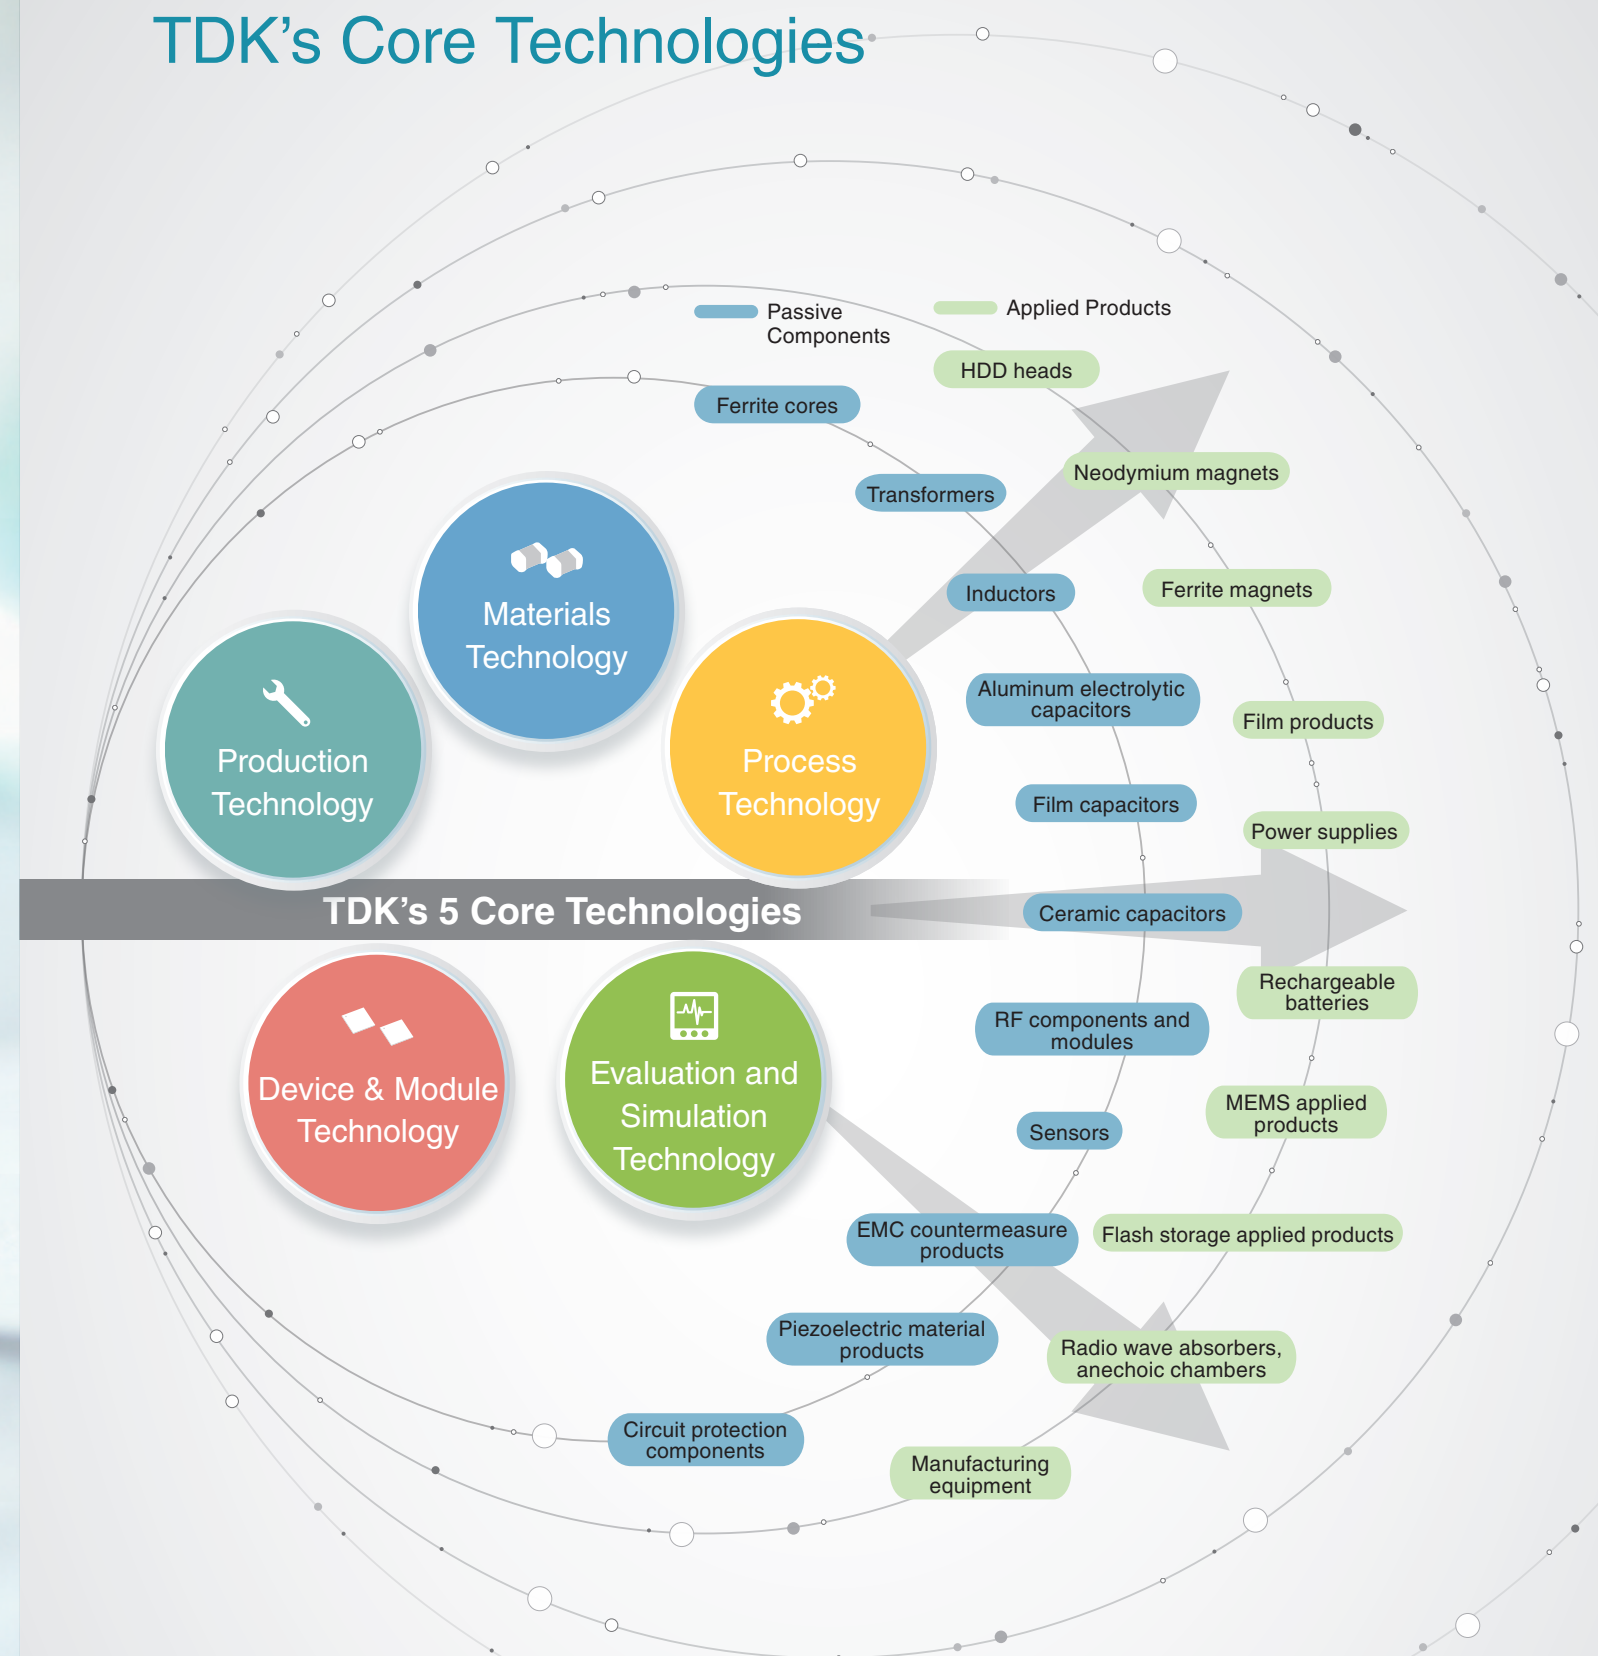 TDK’s Core Technologies
Passive
Components
Applied Products
HDD heads
Ferrite cores
Neodymium magnets
Transformers
Inductors
Ferrite magnets
Materials
Technology
Aluminum electrolytic
capacitors
Film products
Production
Technology
Process
Technology
Film capacitors
Power supplies
TDK’s 5 Core Technologies
Ceramic capacitors
Rechargeable
batteries
RF components and
modules
Device & Module
Technology
Evaluation and
Simulation
Technology
MEMS applied
products
Sensors
EMC countermeasure
products
Flash storage applied products
Piezoelectric material
products
Radio wave absorbers,
anechoic chambers
Circuit protection
components
Manufacturing
equipment